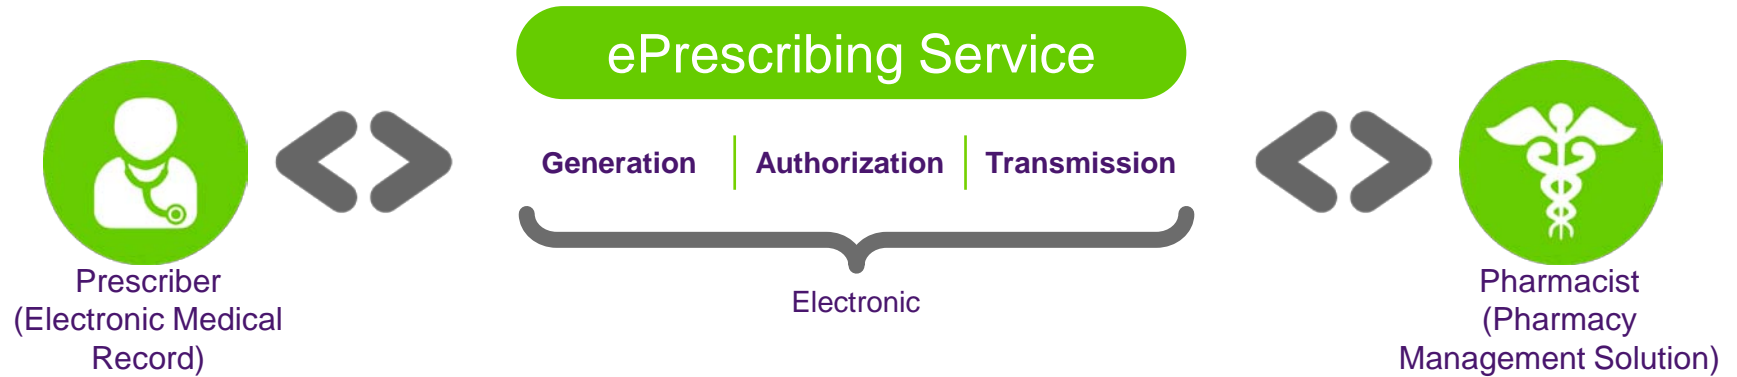 ePrescribing Service
Generation
Authorization
Transmission
Electronic
Prescriber
(Electronic Medical
Record)
Pharmacist
(Pharmacy
Management Solution)